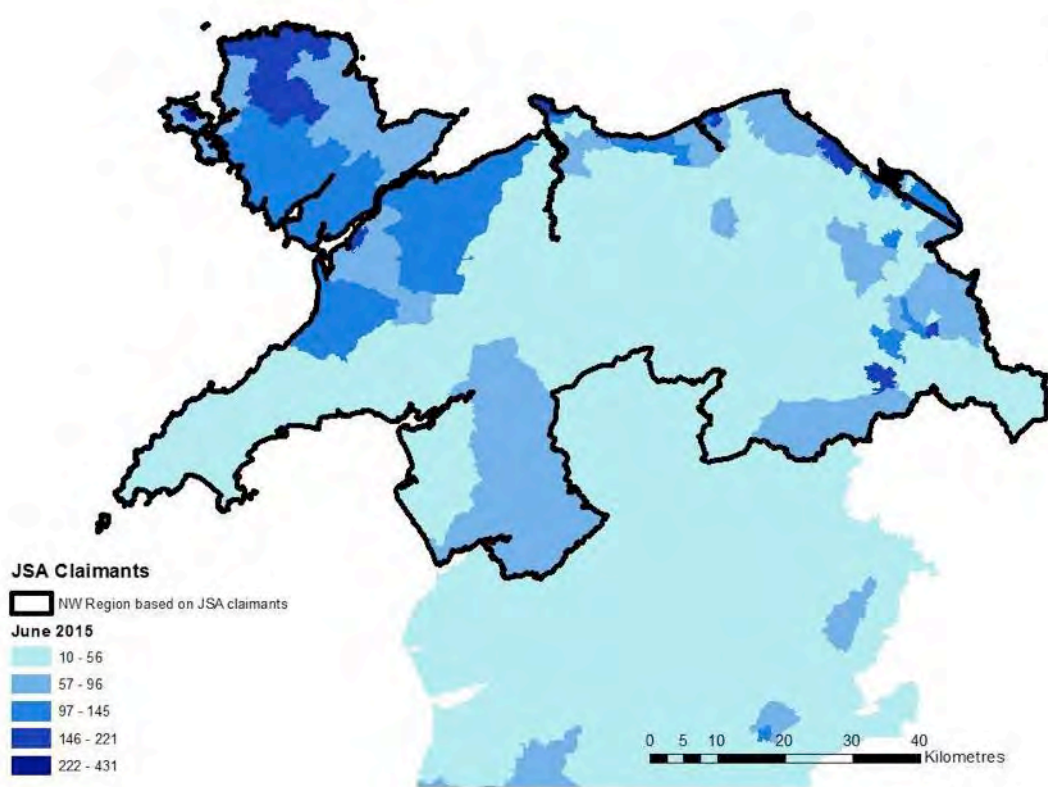 JSA Claimants
NW Region based on JSA claimants
June 2015
10 - 56
57 - 96
97 - 145
146 - 221
222 - 431
0 5 10 20 30 40
Kilometres